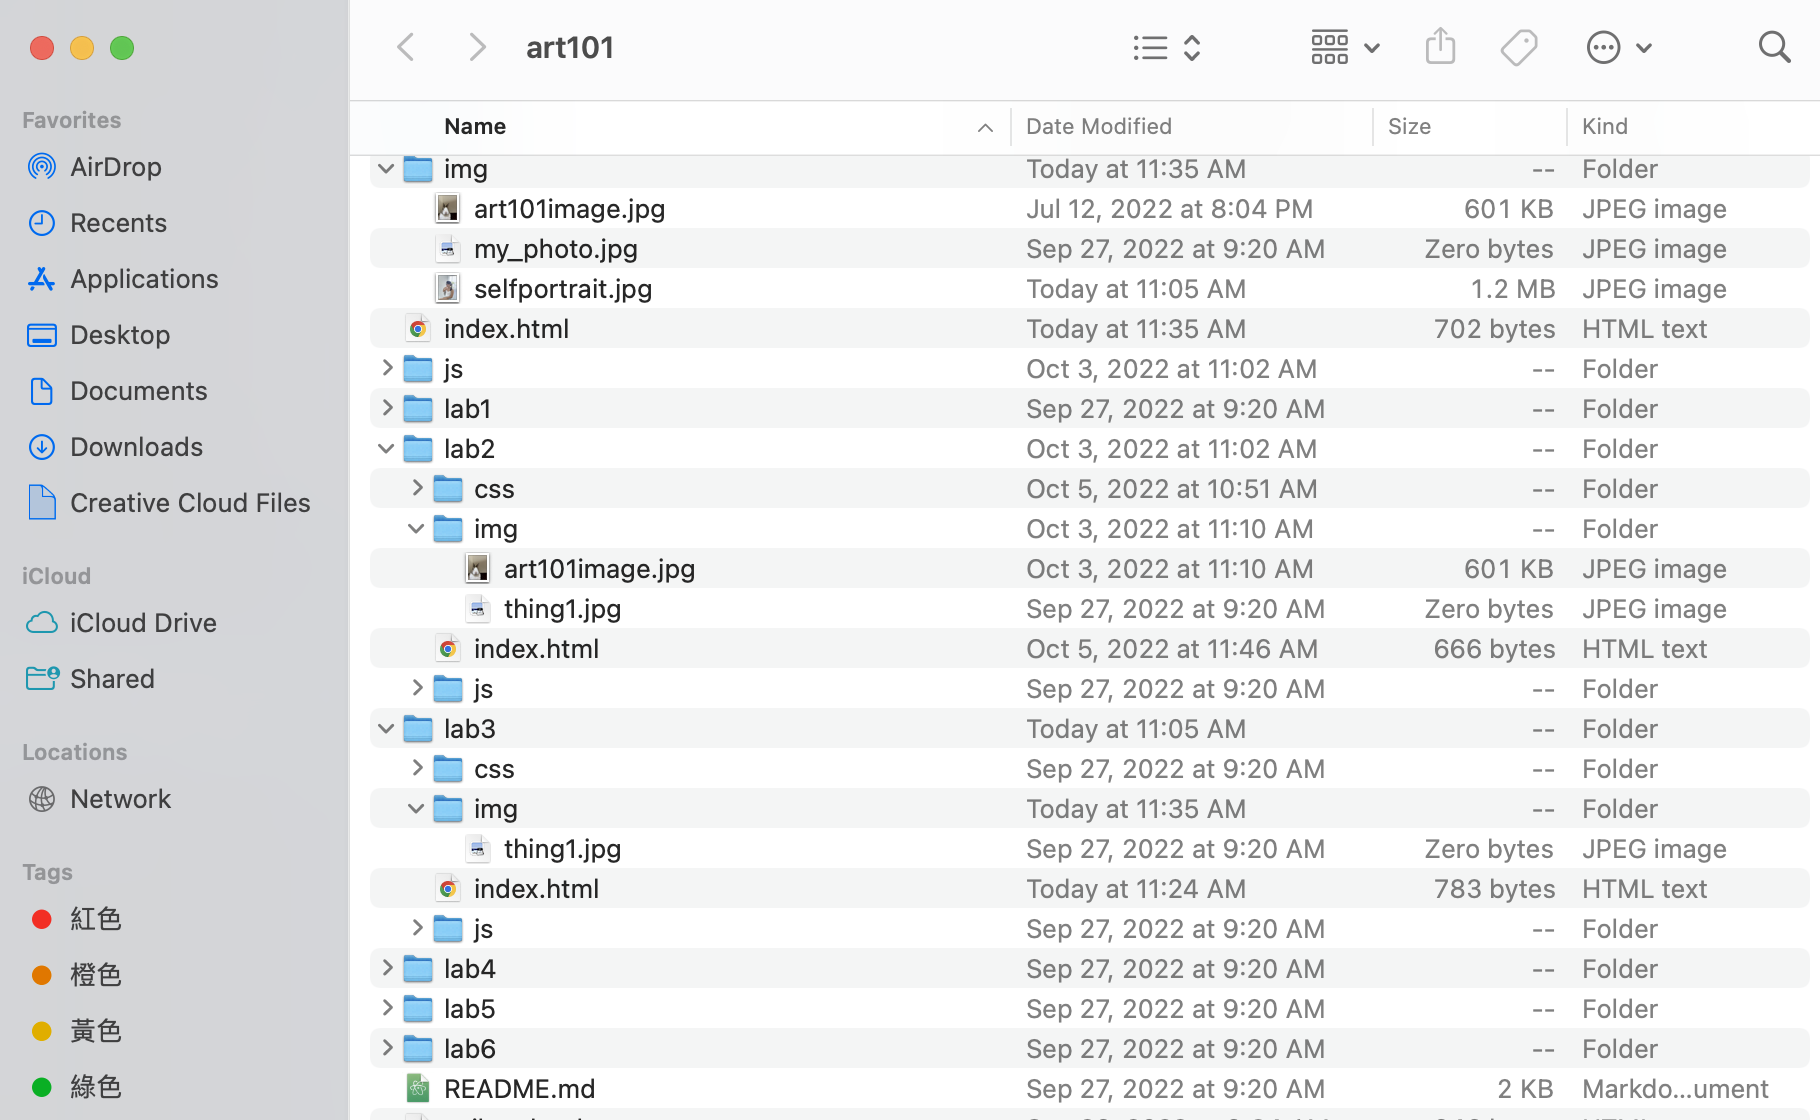 art101
Favorites
AirDrop
Recents
Applications
Desktop
Documents
Downloads
Creative Cloud Files
iCloud
iCloud Drive
Shared
Locations
Network
Tags
紅色
橙色
黃色
綠色
Name Date Modified Size Kind
img Today at 11:35 AM -- Folder
art101image.jpg Jul 12, 2022 at 8:04 PM 601 KB JPEG image
my_photo.jpg Sep 27, 2022 at 9:20 AM Zero bytes JPEG image
selfportrait.jpg Today at 11:05 AM 1.2 MB JPEG image
index.html Today at 11:35 AM 702 bytes HTML text
js Oct 3, 2022 at 11:02 AM -- Folder
lab1 Sep 27, 2022 at 9:20 AM -- Folder
lab2 Oct 3, 2022 at 11:02 AM -- Folder
css Oct 5, 2022 at 10:51 AM -- Folder
img Oct 3, 2022 at 11:10 AM -- Folder
art101image.jpg Oct 3, 2022 at 11:10 AM 601 KB JPEG image
thing1.jpg Sep 27, 2022 at 9:20 AM Zero bytes JPEG image
index.html Oct 5, 2022 at 11:46 AM 666 bytes HTML text
js Sep 27, 2022 at 9:20 AM -- Folder
lab3 Today at 11:05 AM -- Folder
css Sep 27, 2022 at 9:20 AM -- Folder
img Today at 11:35 AM -- Folder
thing1.jpg Sep 27, 2022 at 9:20 AM Zero bytes JPEG image
index.html Today at 11:24 AM 783 bytes HTML text
js Sep 27, 2022 at 9:20 AM -- Folder
lab4 Sep 27, 2022 at 9:20 AM -- Folder
lab5 Sep 27, 2022 at 9:20 AM -- Folder
lab6 Sep 27, 2022 at 9:20 AM -- Folder
README.md Sep 27, 2022 at 9:20 AM 2 KB Markdo...ument